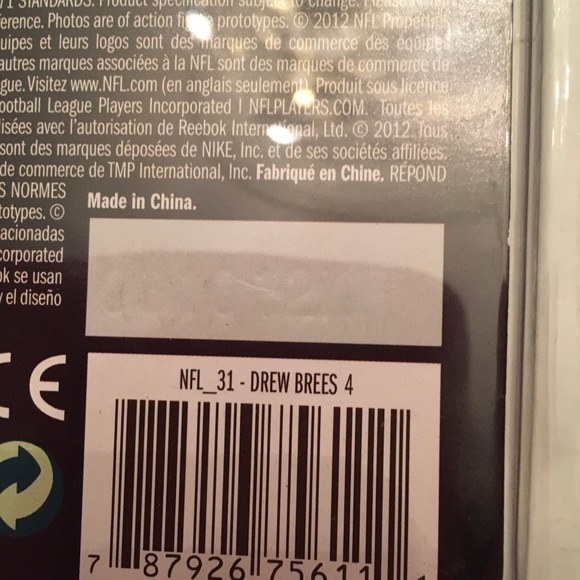 71 STANDARDS. Product specification subject to change. Please
ference. Photos are of action prototypes. © 2012 NFL Properties
uipes et leurs logos sont des marques de commerce des équipes
autres marques associées à la NFL sont des marques de commerce de
gue. Visitez www.NFL.com (en anglais seulement). Produit sous licence
ootball League Players Incorporated I NFLPLAYERS.COM. Toutes les
lisées avec l'autorisation de Reebok International, Ltd. © 2012. Tous
sont des marques déposées de NIKE, Inc. et de ses sociétés affiliées.
de commerce de TMP International, Inc. Fabriqué en Chine. RÉPOND
S NORMES
totypes. ©
acionadas
corporated
ok se usan
y el diseño
Made in China.
CE
NFL_31 - DREW BREES 4
7 87926 75611